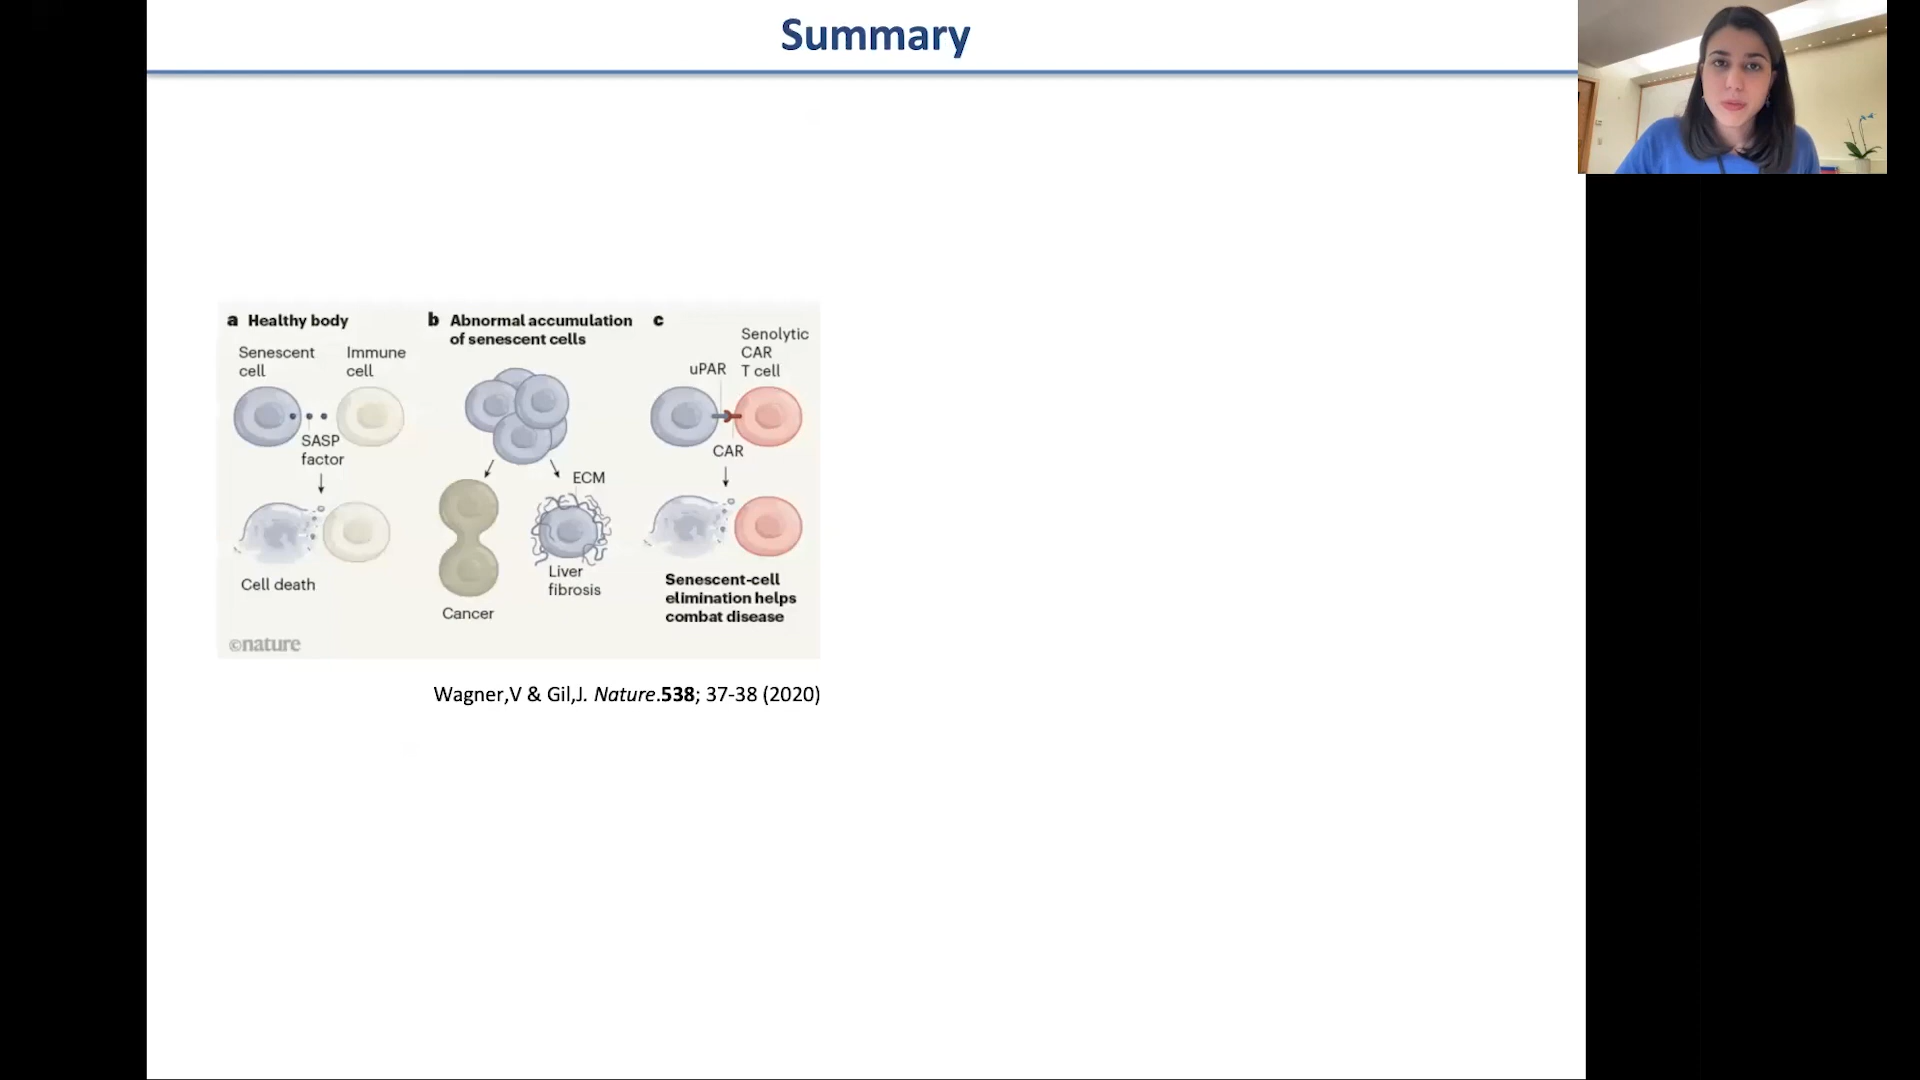 Summary
a Healthy body
Senescent cell
Immune cell
SASP factor
Cell death
b Abnormal accumulation
of senescent cells
ECM
Liver fibrosis
Cancer
c
uPAR
Senolytic
CAR
T cell
CAR
Senescent-cell
elimination helps
combat disease
©nature
Wagner,V & Gil,J. Nature.538; 37-38 (2020)